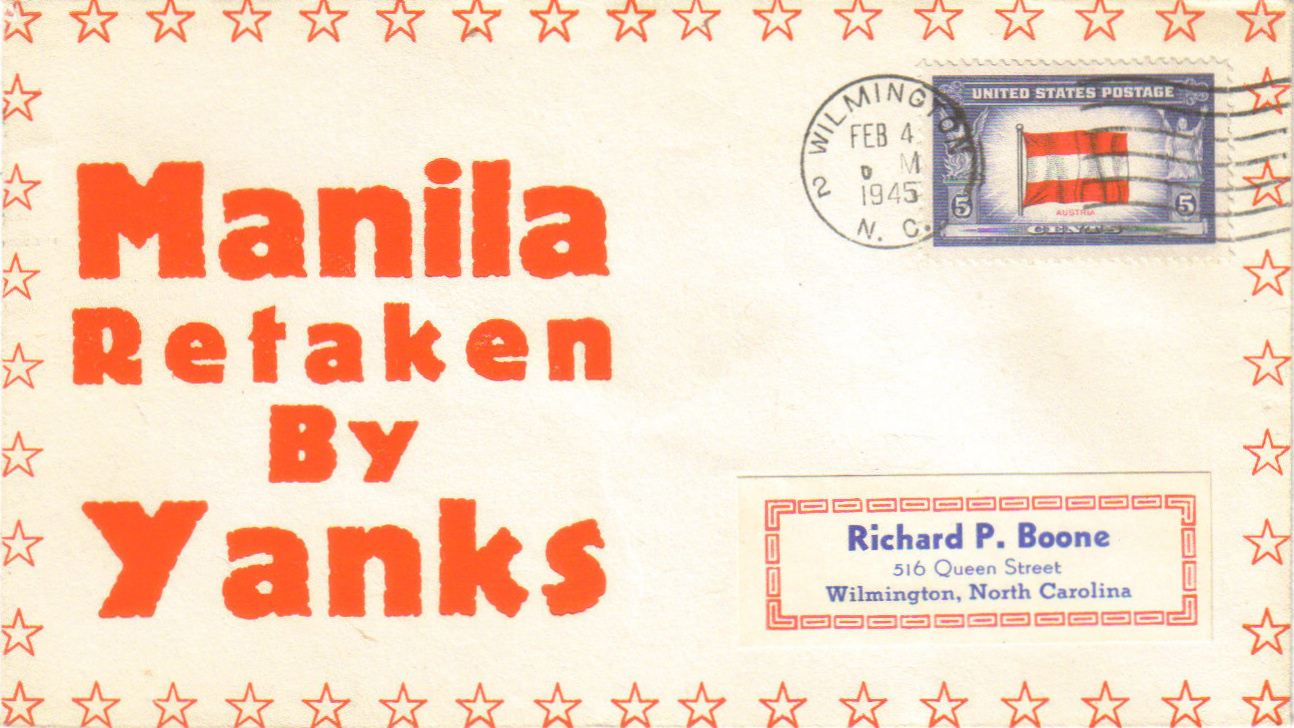 Manila
Retaken
By
Yanks
2 WILMINGTON
FEB 4
M
1945
N. C.
UNITED STATES POSTAGE
5 5
AUSTRIA
CENTS
Richard P. Boone
516 Queen Street
Wilmington, North Carolina